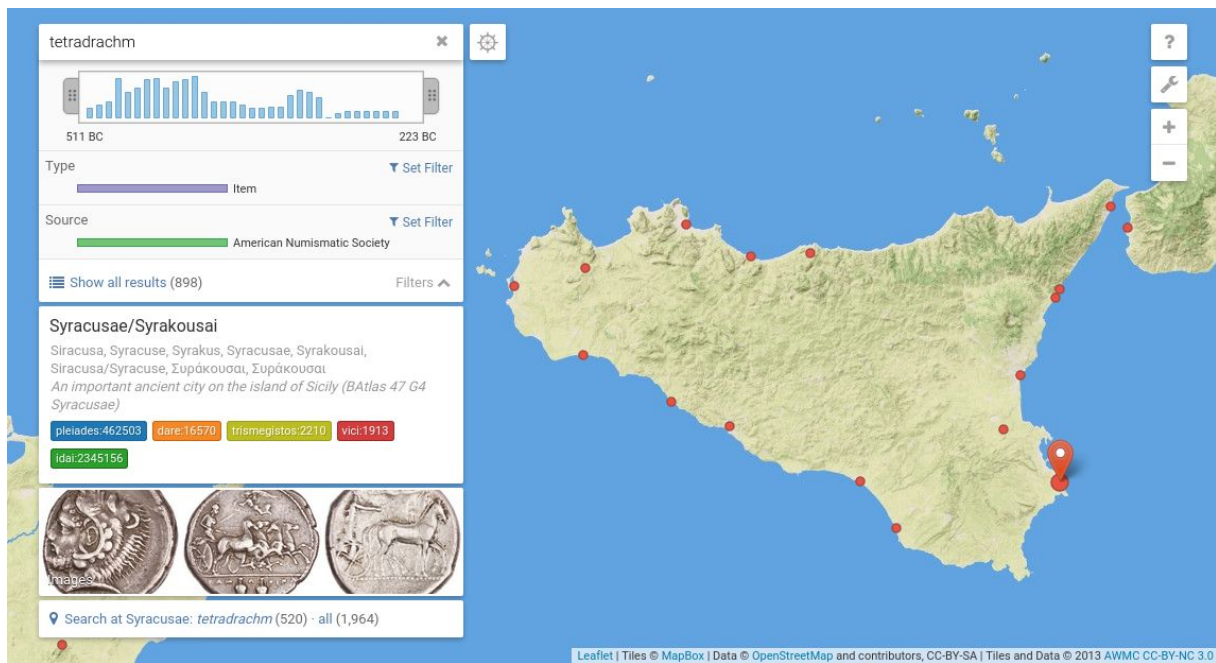 tetradrachm
511 BC 223 BC
Type Set Filter
Item
Source Set Filter
American Numismatic Society
Show all results (898) Filters
Syracusae/Syrakousai
Siracusa, Syracuse, Syrakus, Syracusae, Syrakousai,
Siracusa/Syracuse, Συράκουσαι, Συράκουσαι
An important ancient city on the island of Sicily (BAtlas 47 G4
Syracusae)
pleiades:462503 dare:16570 trismegistos:2210 vici:1913
idai:2345156
Images
Search at Syracusae: tetradrachm (520) · all (1,964)
?
+
−
Leaflet | Tiles © MapBox | Data © OpenStreetMap and contributors, CC-BY-SA | Tiles and Data © 2013 AWMC CC-BY-NC 3.0